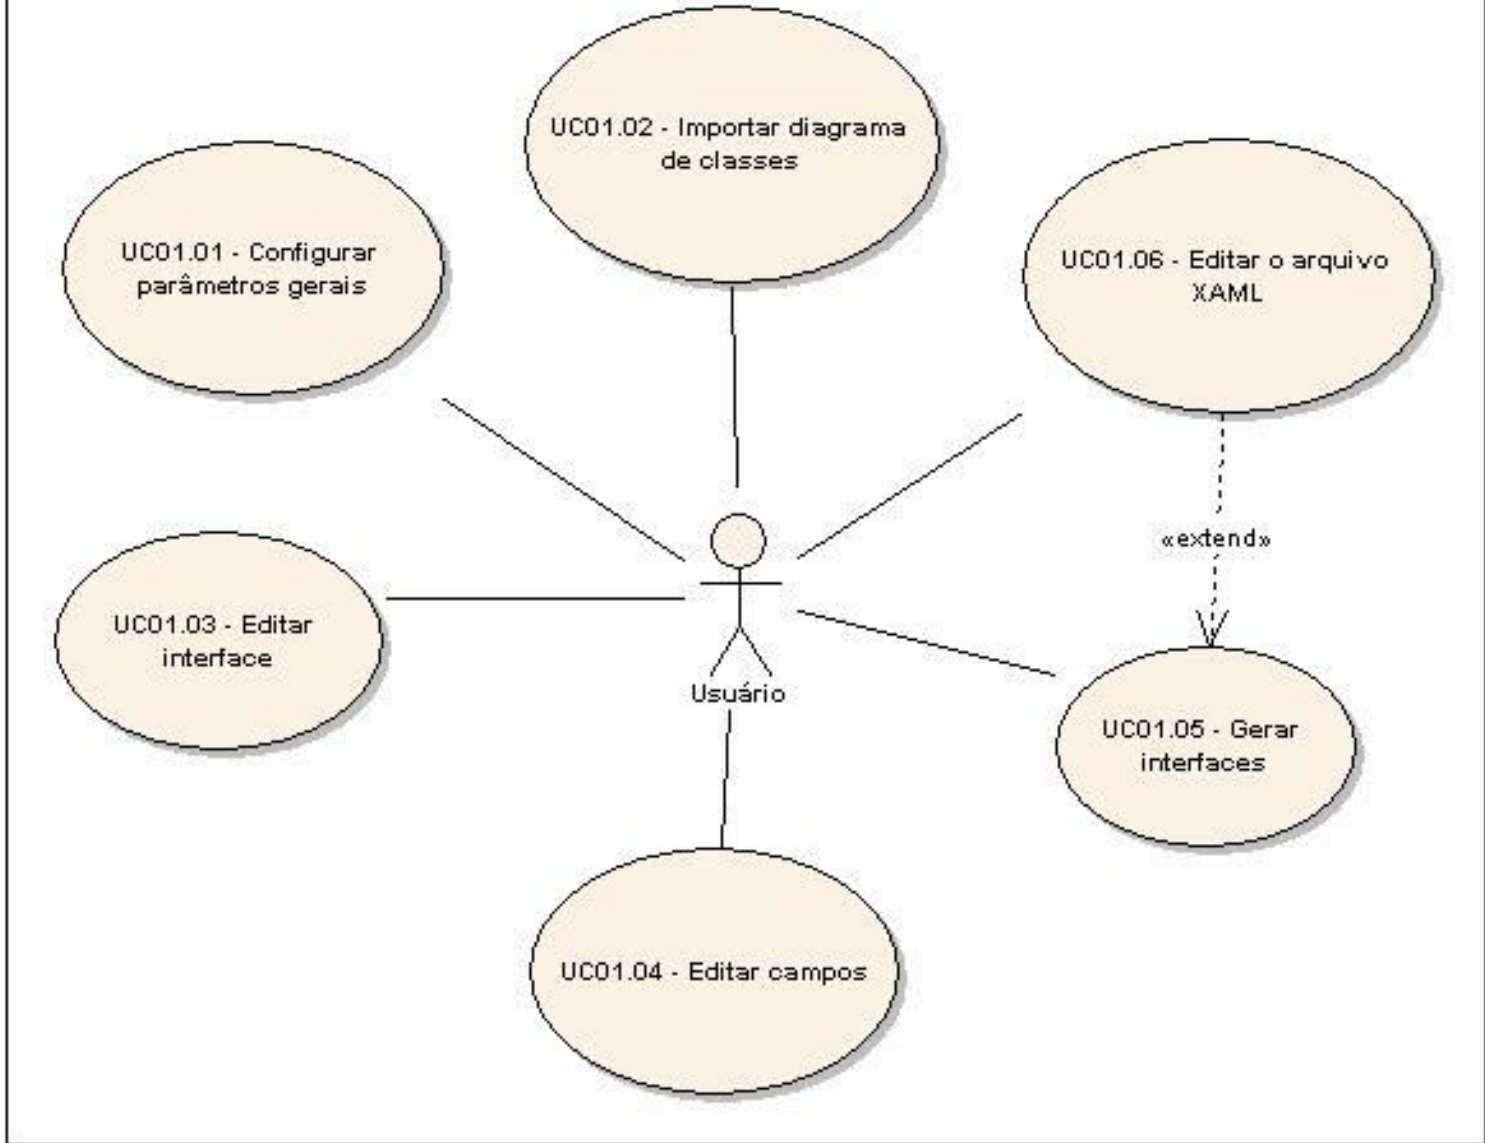 UC01.02 - Importar diagrama
de classes
UC01.01 - Configurar
parâmetros gerais
UC01.06 - Editar o arquivo
XAML
«extend»
UC01.03 - Editar
interface
Usuário
UC01.05 - Gerar
interfaces
UC01.04 - Editar campos